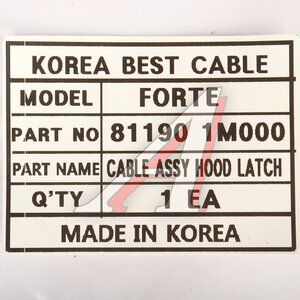 KOREA BEST CABLE
MODEL FORTE
PART NO 81190 1M000
PART NAME CABLE ASSY HOOD LATCH
Q'TY 1 EA
MADE IN KOREA